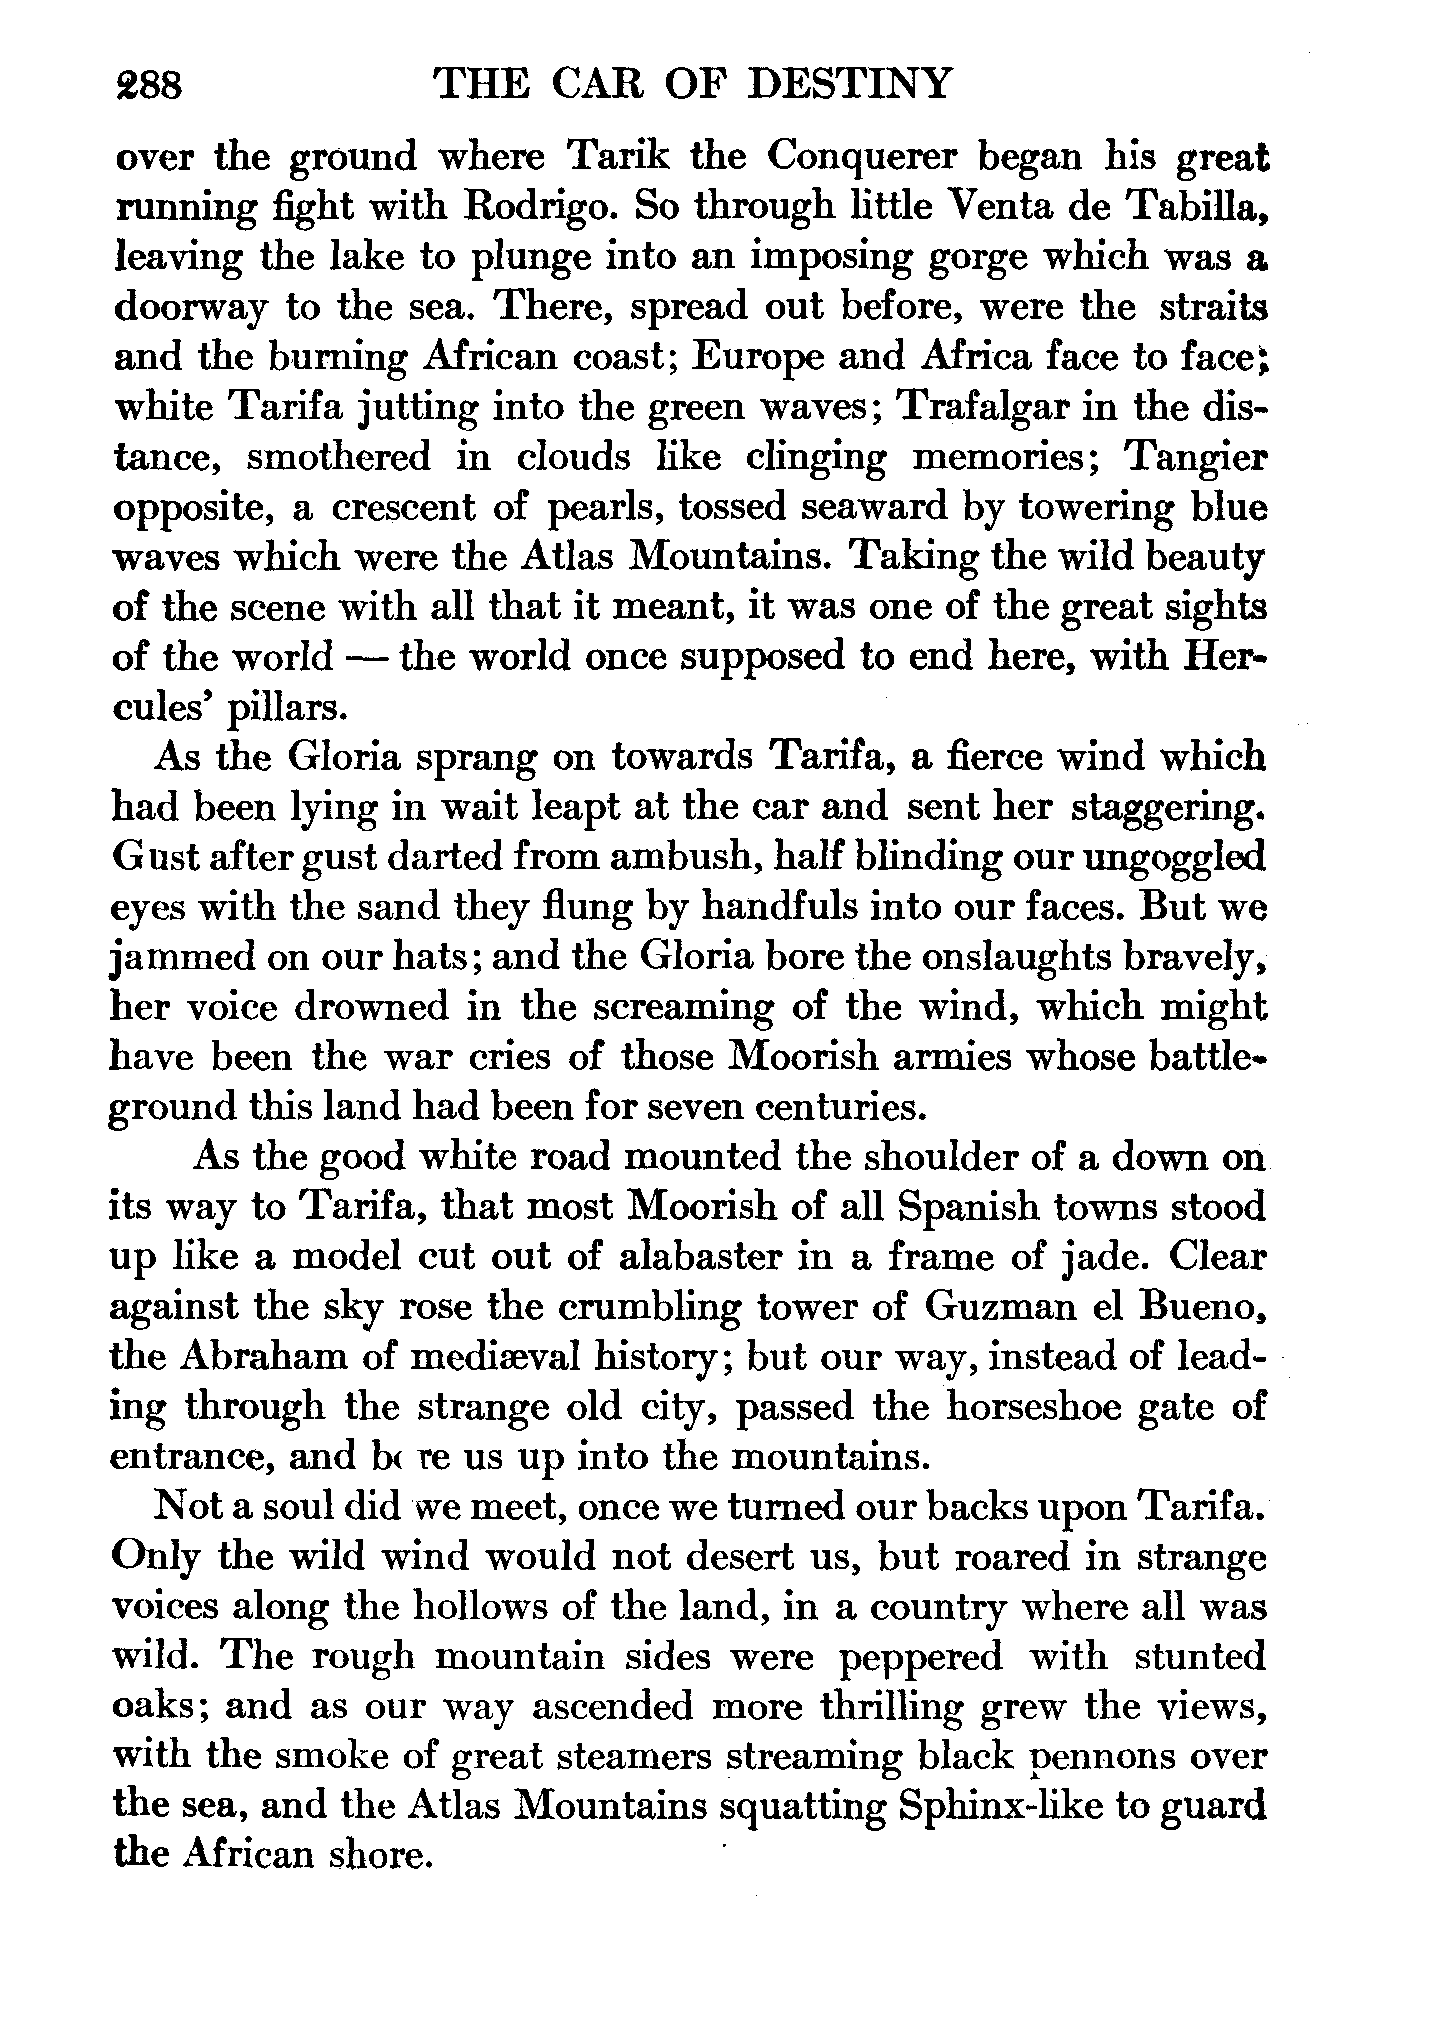 288 THE CAR OF DESTINY
over the ground where Tarik the Conquerer began his great
running fight with Rodrigo. So through little Venta de Tabilla,
leaving the lake to plunge into an imposing gorge which was a
doorway to the sea. There, spread out before, were the straits
and the burning African coast; Europe and Africa face to face;
white Tarifa jutting into the green waves; Trafalgar in the dis-
tance, smothered in clouds like clinging memories; Tangier
opposite, a crescent of pearls, tossed seaward by towering blue
waves which were the Atlas Mountains. Taking the wild beauty
of the scene with all that it meant, it was one of the great sights
of the world — the world once supposed to end here, with Her-
cules' pillars.
As the Gloria sprang on towards Tarifa, a fierce wind which
had been lying in wait leapt at the car and sent her staggering.
Gust after gust darted from ambush, half blinding our ungoggled
eyes with the sand they flung by handfuls into our faces. But we
jammed on our hats; and the Gloria bore the onslaughts bravely,
her voice drowned in the screaming of the wind, which might
have been the war cries of those Moorish armies whose battle-
ground this land had been for seven centuries.
As the good white road mounted the shoulder of a down on
its way to Tarifa, that most Moorish of all Spanish towns stood
up like a model cut out of alabaster in a frame of jade. Clear
against the sky rose the crumbling tower of Guzman el Bueno,
the Abraham of mediæval history; but our way, instead of lead-
ing through the strange old city, passed the horseshoe gate of
entrance, and bore us up into the mountains.
Not a soul did we meet, once we turned our backs upon Tarifa.
Only the wild wind would not desert us, but roared in strange
voices along the hollows of the land, in a country where all was
wild. The rough mountain sides were peppered with stunted
oaks; and as our way ascended more thrilling grew the views,
with the smoke of great steamers streaming black pennons over
the sea, and the Atlas Mountains squatting Sphinx-like to guard
the African shore.